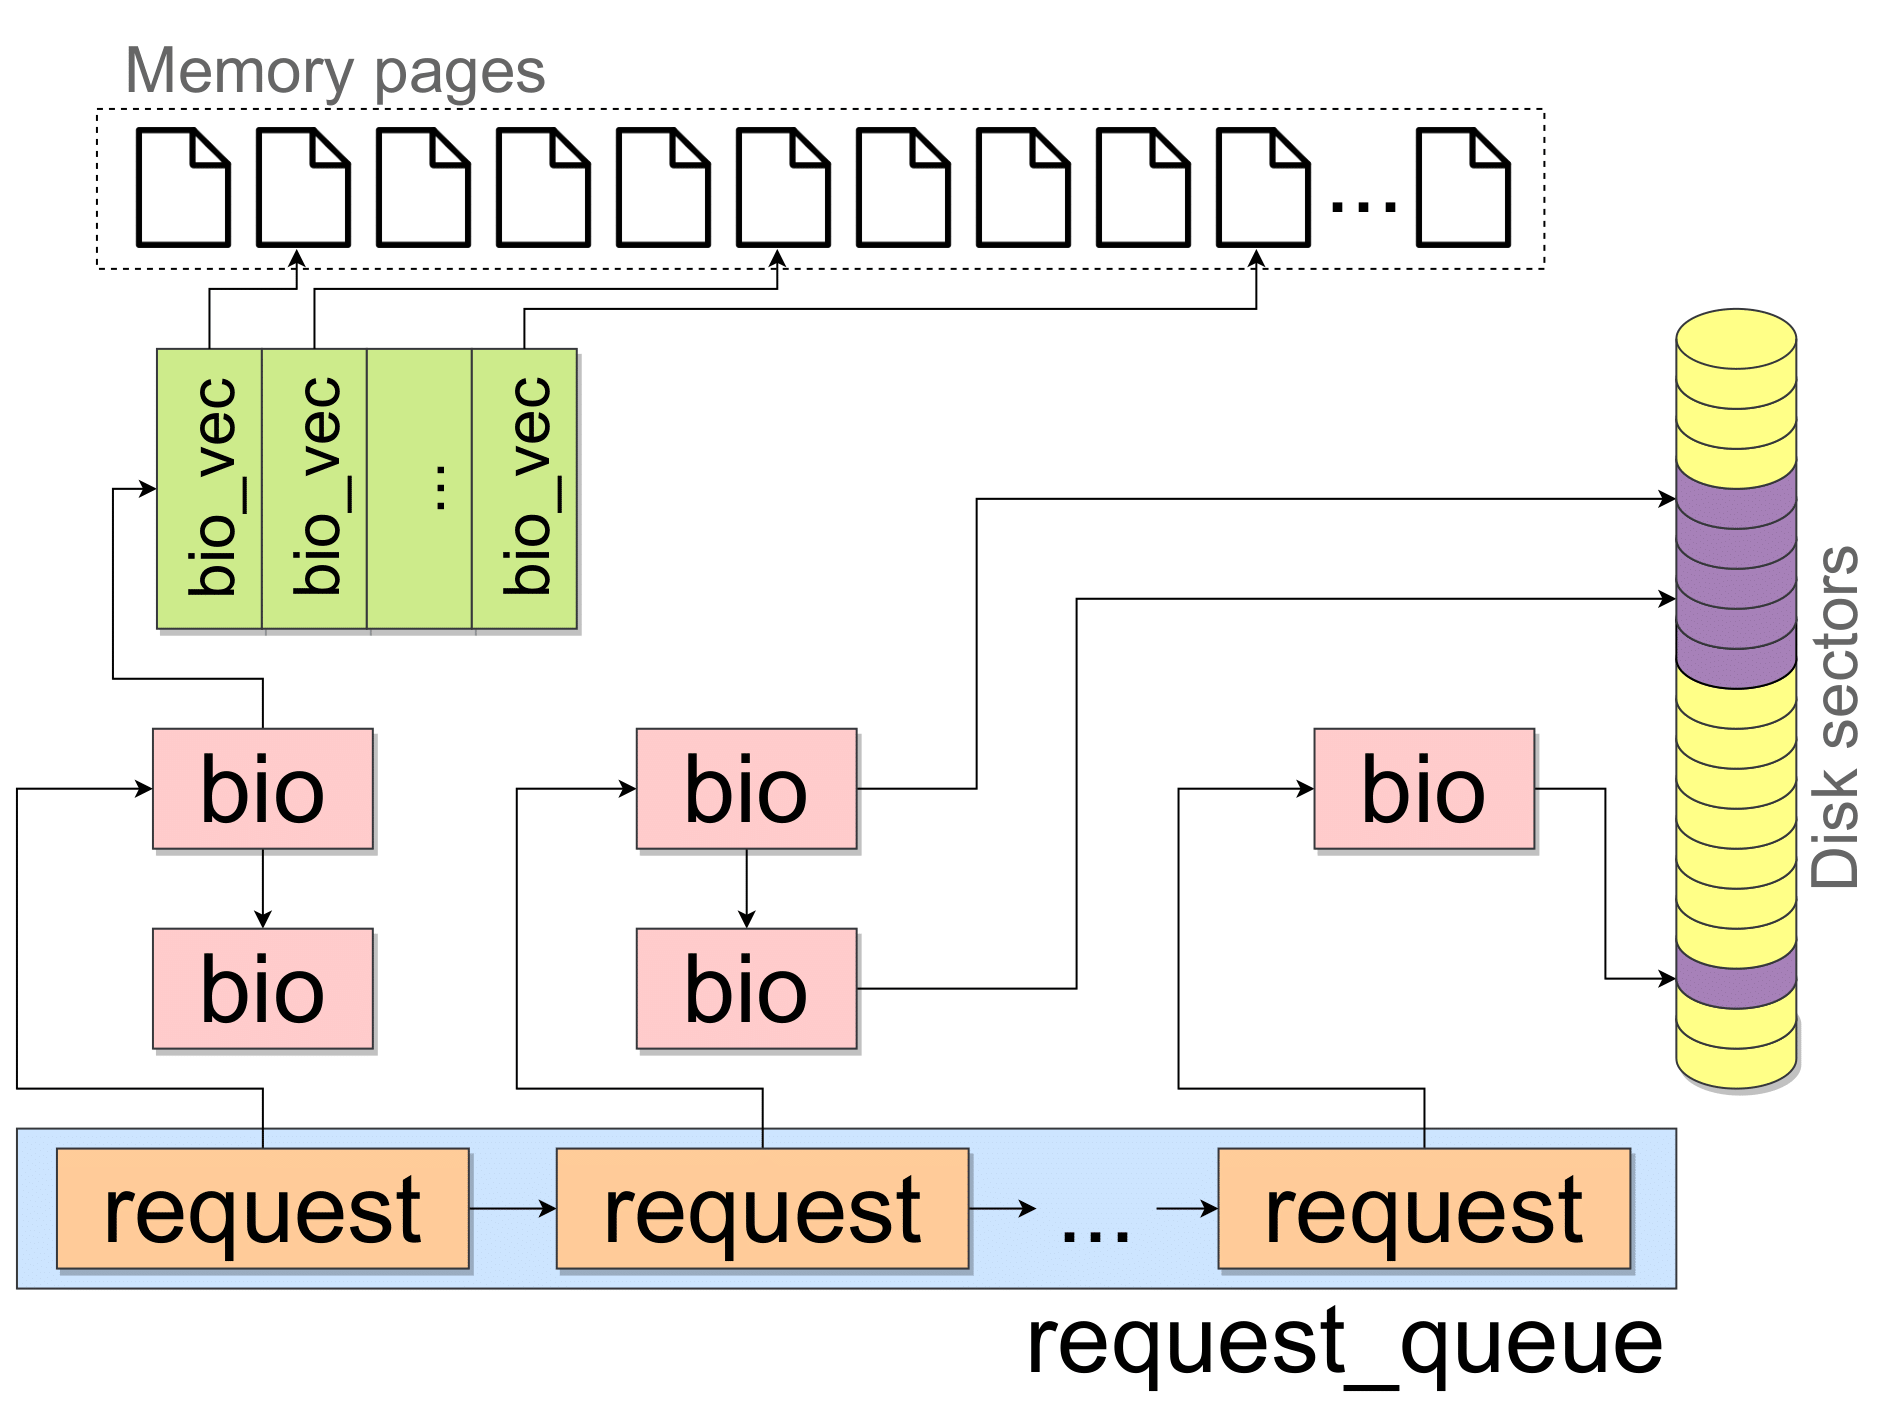 Memory pages
...
bio_vec
bio_vec
...
bio_vec
Disk sectors
bio
bio
bio
bio
bio
request
request
...
request
request_queue